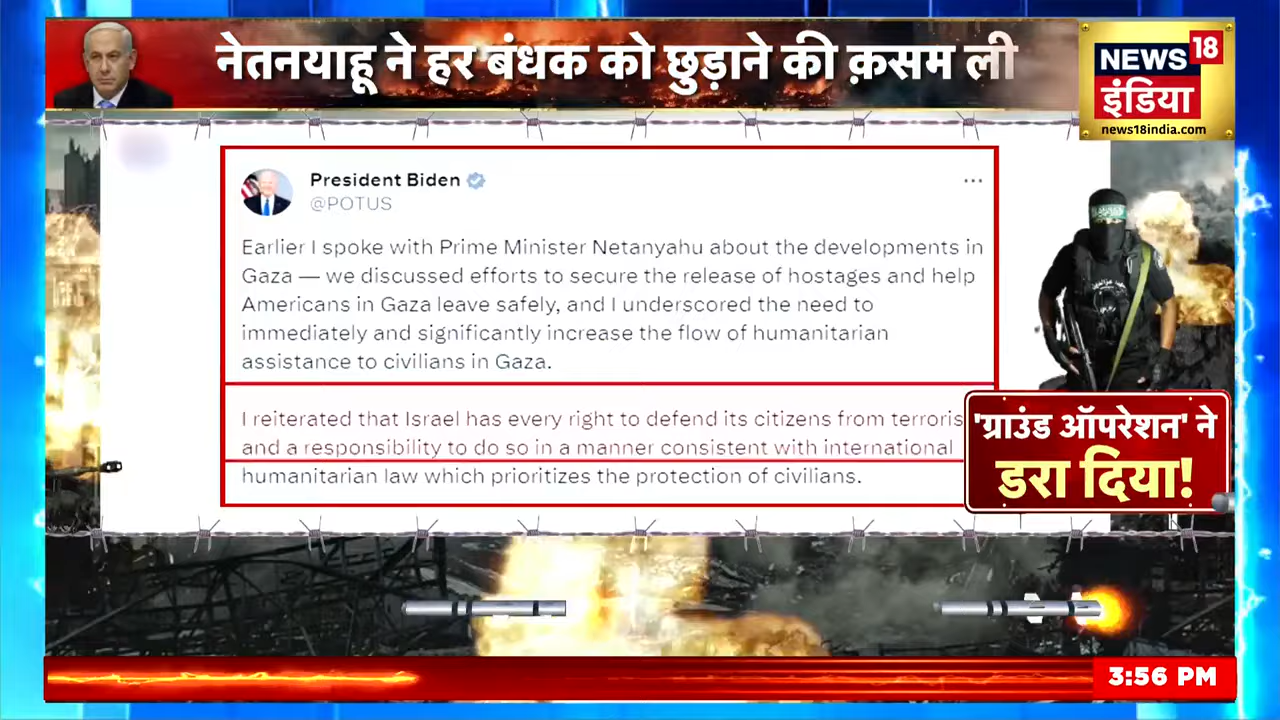 नेतनयाहू ने हर बंधक को छुड़ाने की क़सम ली
NEWS 18
इंडिया
news18india.com
President Biden
@POTUS
Earlier I spoke with Prime Minister Netanyahu about the developments in
Gaza — we discussed efforts to secure the release of hostages and help
Americans in Gaza leave safely, and I underscored the need to
immediately and significantly increase the flow of humanitarian
assistance to civilians in Gaza.
I reiterated that Israel has every right to defend its citizens from terroris
and a responsibility to do so in a manner consistent with international
humanitarian law which prioritizes the protection of civilians.
'ग्राउंड ऑपरेशन' ने
डरा दिया!
3:56 PM